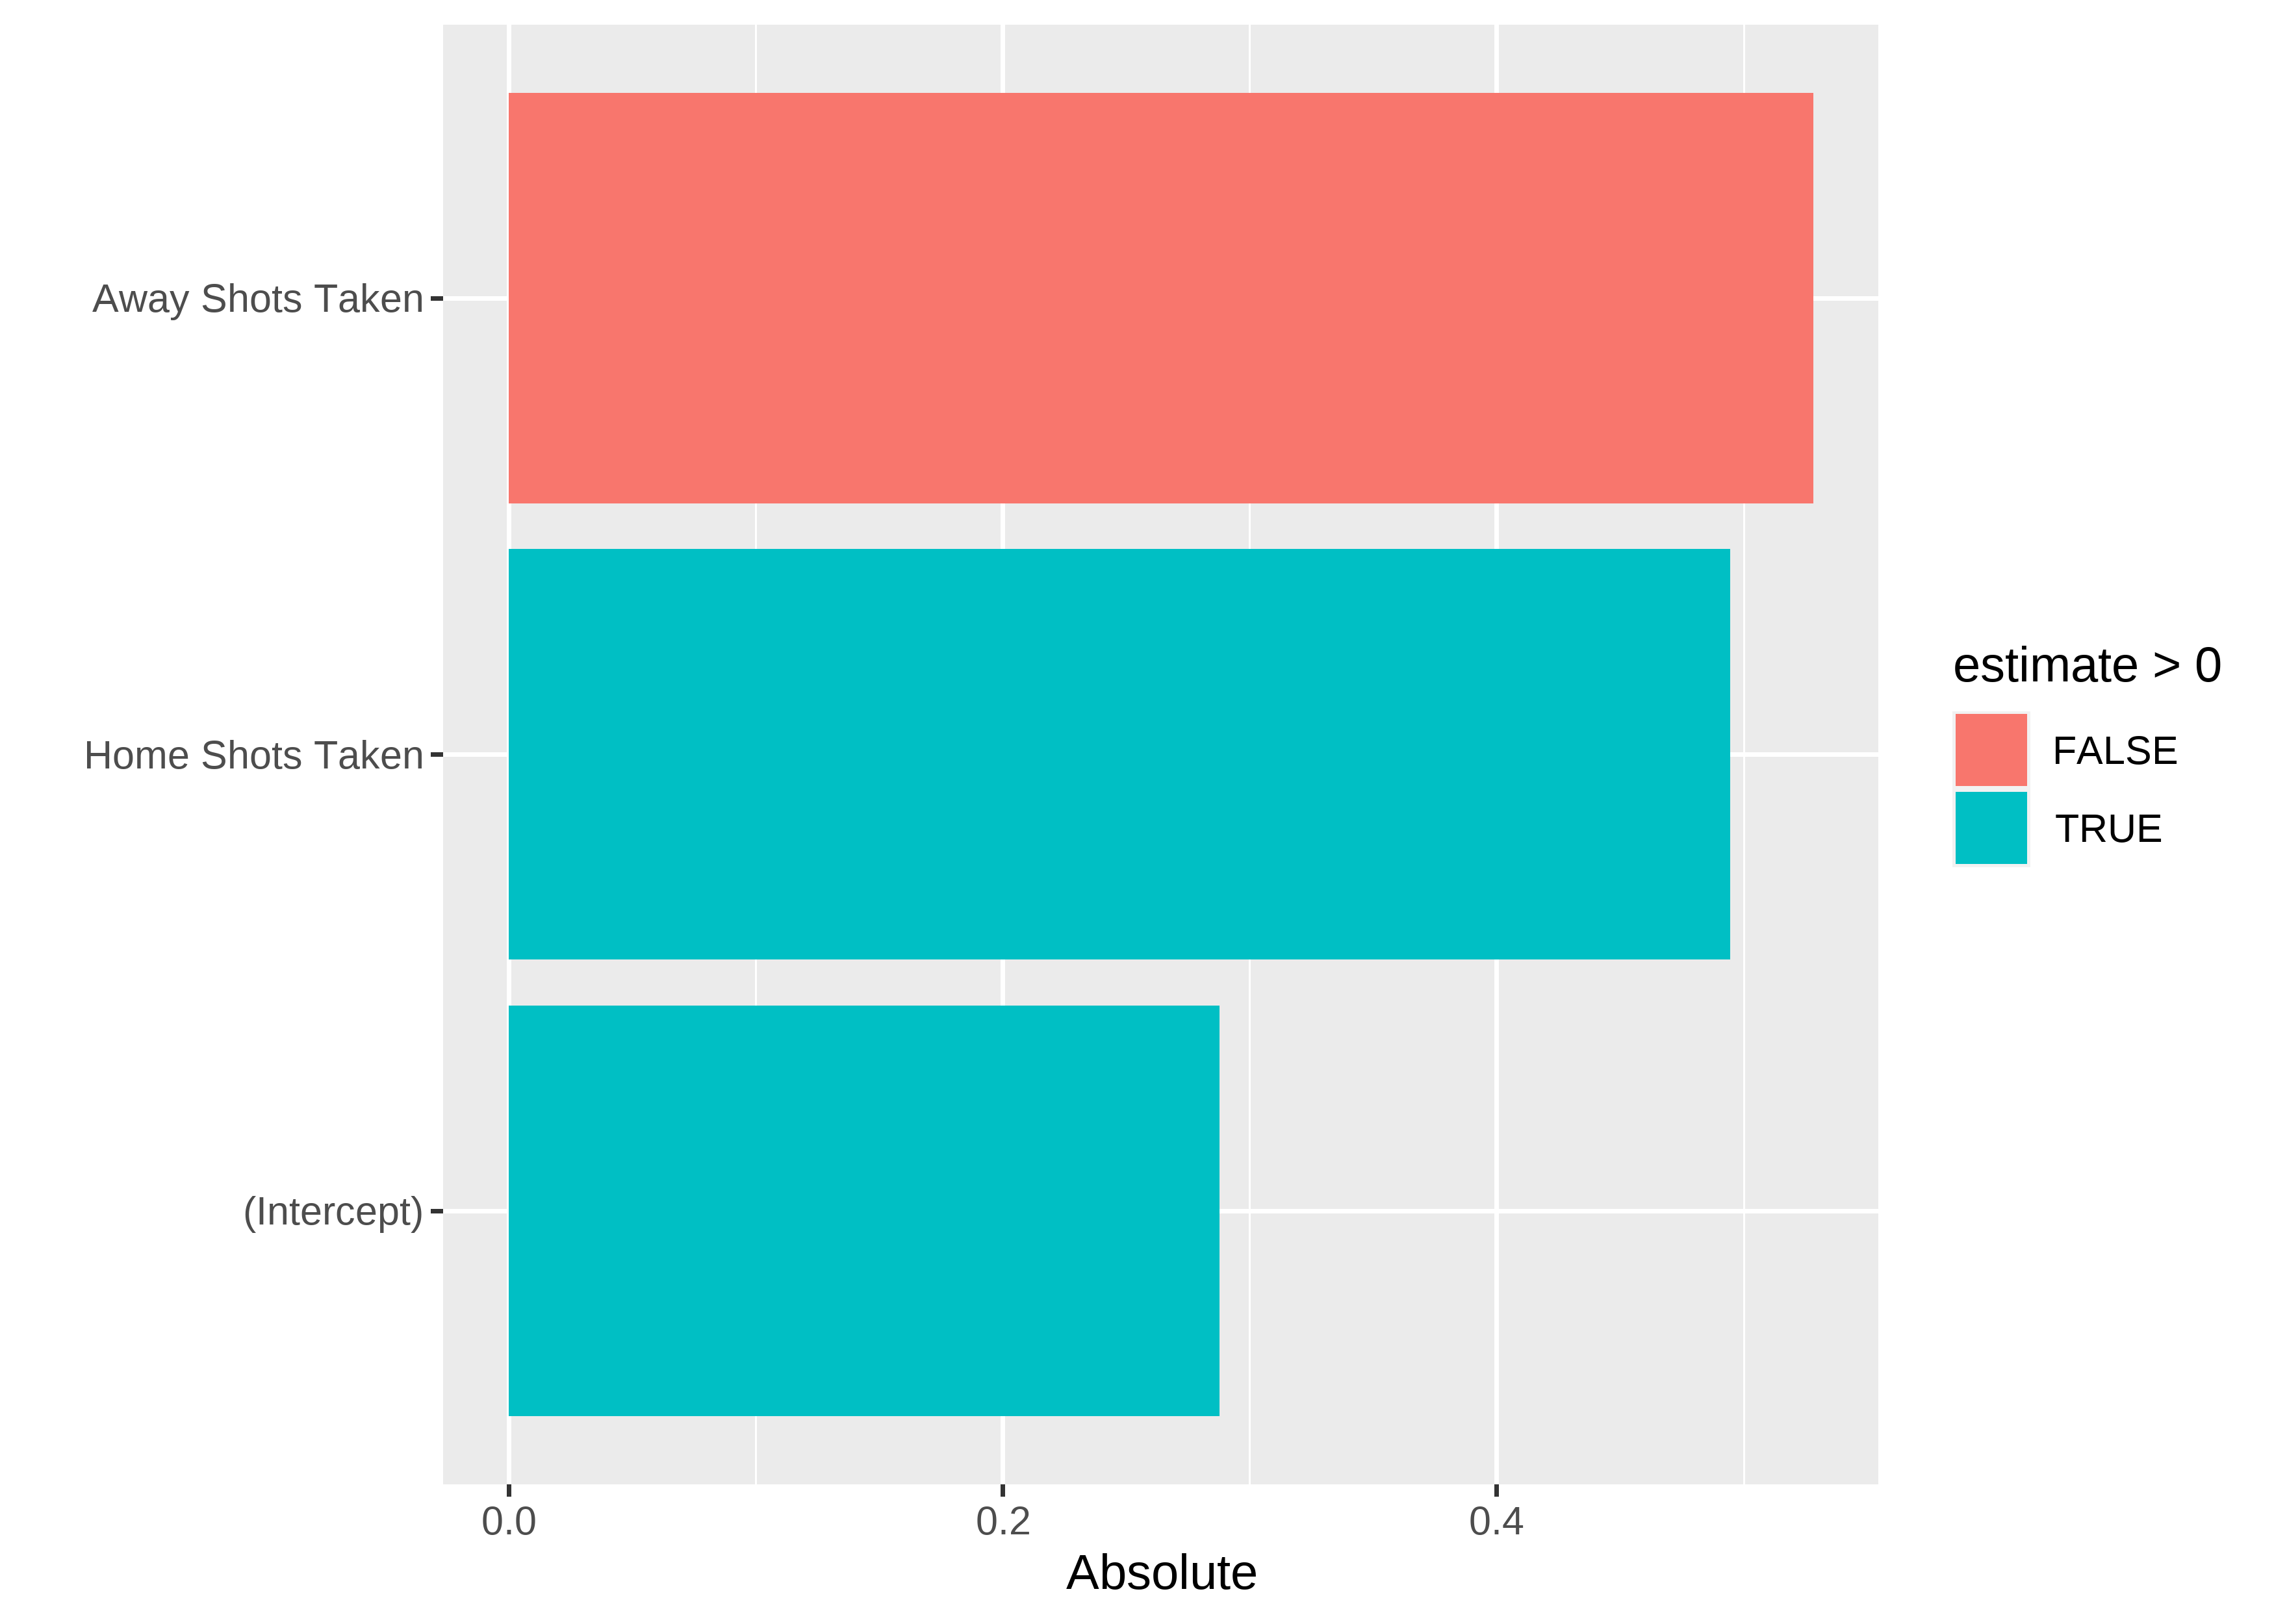 Away Shots Taken
Home Shots Taken
(Intercept)
0.0 0.2 0.4
Absolute
estimate > 0
FALSE
TRUE